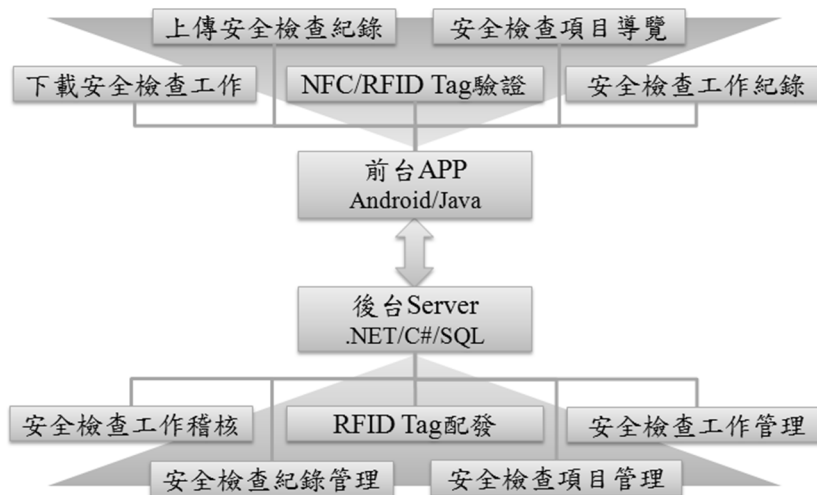 上傳安全檢查紀錄
安全檢查項目導覽
下載安全檢查工作
NFC/RFID Tag驗證
安全檢查工作紀錄
前台APP
Android/Java
後台Server
.NET/C#/SQL
安全檢查工作稽核
RFID Tag配發
安全檢查工作管理
安全檢查紀錄管理
安全檢查項目管理